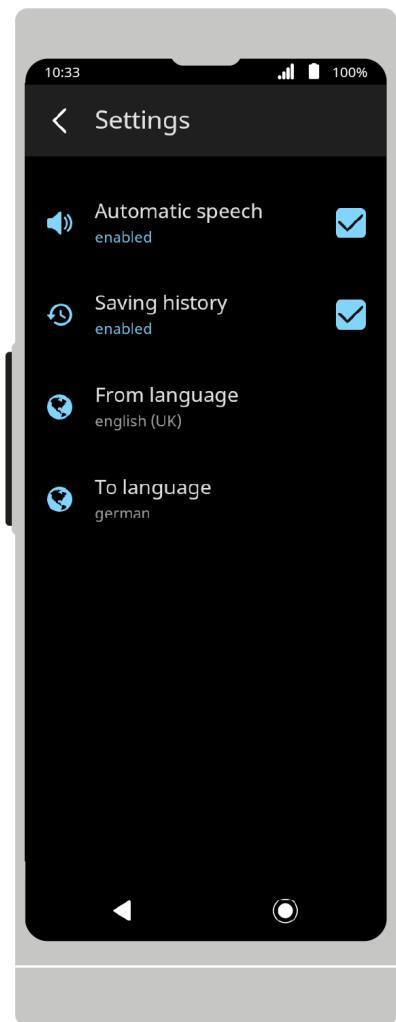 10:33 100%
Settings
Automatic speech
enabled
Saving history
enabled
From language
english (UK)
To language
german